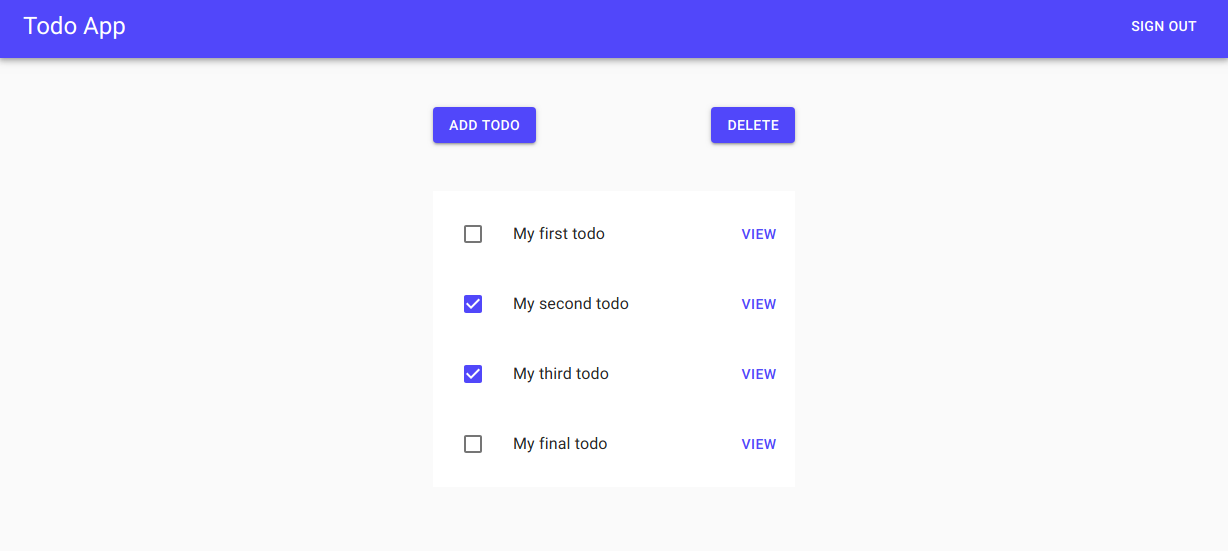 Todo App
SIGN OUT
ADD TODO
DELETE
My first todo
VIEW
My second todo
VIEW
My third todo
VIEW
My final todo
VIEW